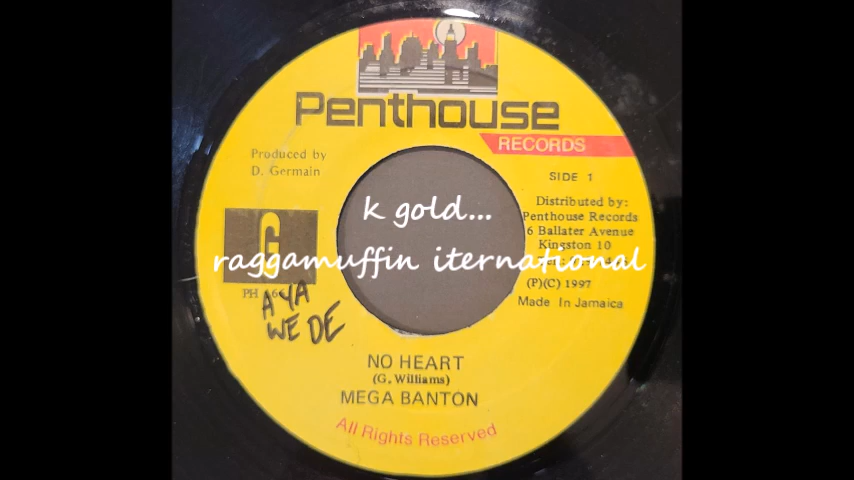 Penthouse
RECORDS
Produced by
D. Germain
SIDE 1
Distributed by:
Penthouse Records
6 Ballater Avenue
Kingston 10
k gold...
raggamuffin iternational
G
PH
(P)(C) 1997
Made In Jamaica
A YA
WE DE
NO HEART
(G. Williams)
MEGA BANTON
All Rights Reserved